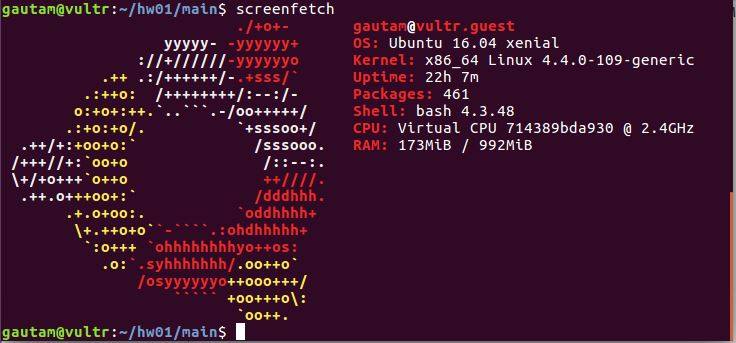 gautam@vultr:~/hw01/main$ screenfetch
                          ./+o+-       gautam@vultr.guest
                  yyyyy- -yyyyyy+      OS: Ubuntu 16.04 xenial
               ://+//////-yyyyyyo      Kernel: x86_64 Linux 4.4.0-109-generic
           .++ .:/++++++/-.+sss/`      Uptime: 22h 7m
         .:++o:  /++++++++/:--:/-      Packages: 461
        o:+o+:++.`..```.-/oo+++++/     Shell: bash 4.3.48
       .:+o:+o/.          `+sssoo+/    CPU: Virtual CPU 714389bda930 @ 2.4GHz
  .++/+:+oo+o:`             /sssooo.   RAM: 173MiB / 992MiB
 /+++//+:`oo+o               /::--:.
 \+/+o+++`o++o               ++////.
  .++.o+++oo+:`             /dddhhh.
       .+.o+oo:.          `oddhhhh+
        \+.++o+o``-````.:ohdhhhhh+
         `:o+++ `ohhhhhhhhyo++os:
           .o:`.syhhhhhhh/.oo++o`
               /osyyyyyyo++ooo+++/
                   ````` +oo+++o\:
                          `oo++.
gautam@vultr:~/hw01/main$